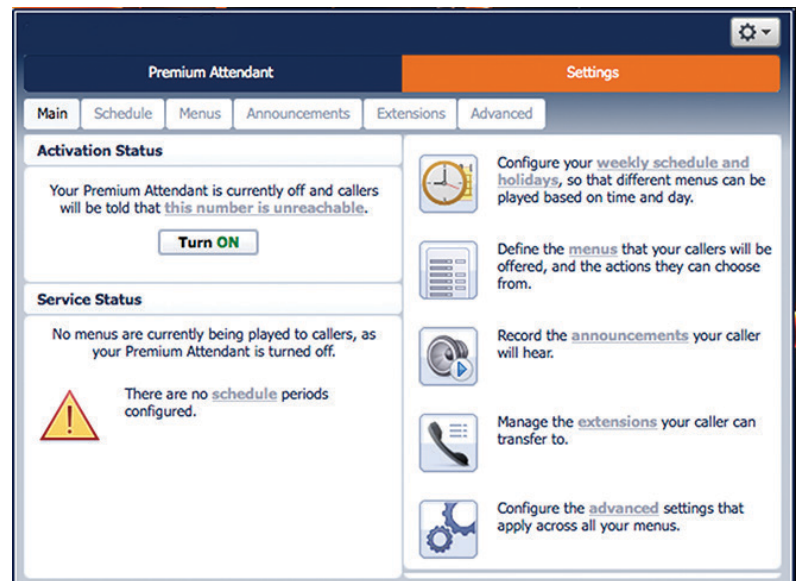 Premium Attendant
Settings
Main
Schedule
Menus
Announcements
Extensions
Advanced
Activation Status
Your Premium Attendant is currently off and callers
will be told that this number is unreachable.
Turn ON
Service Status
No menus are currently being played to callers, as
your Premium Attendant is turned off.
There are no schedule periods
configured.
Configure your weekly schedule and
holidays, so that different menus can be
played based on time and day.
Define the menus that your callers will be
offered, and the actions they can choose
from.
Record the announcements your caller
will hear.
Manage the extensions your caller can
transfer to.
Configure the advanced settings that
apply across all your menus.